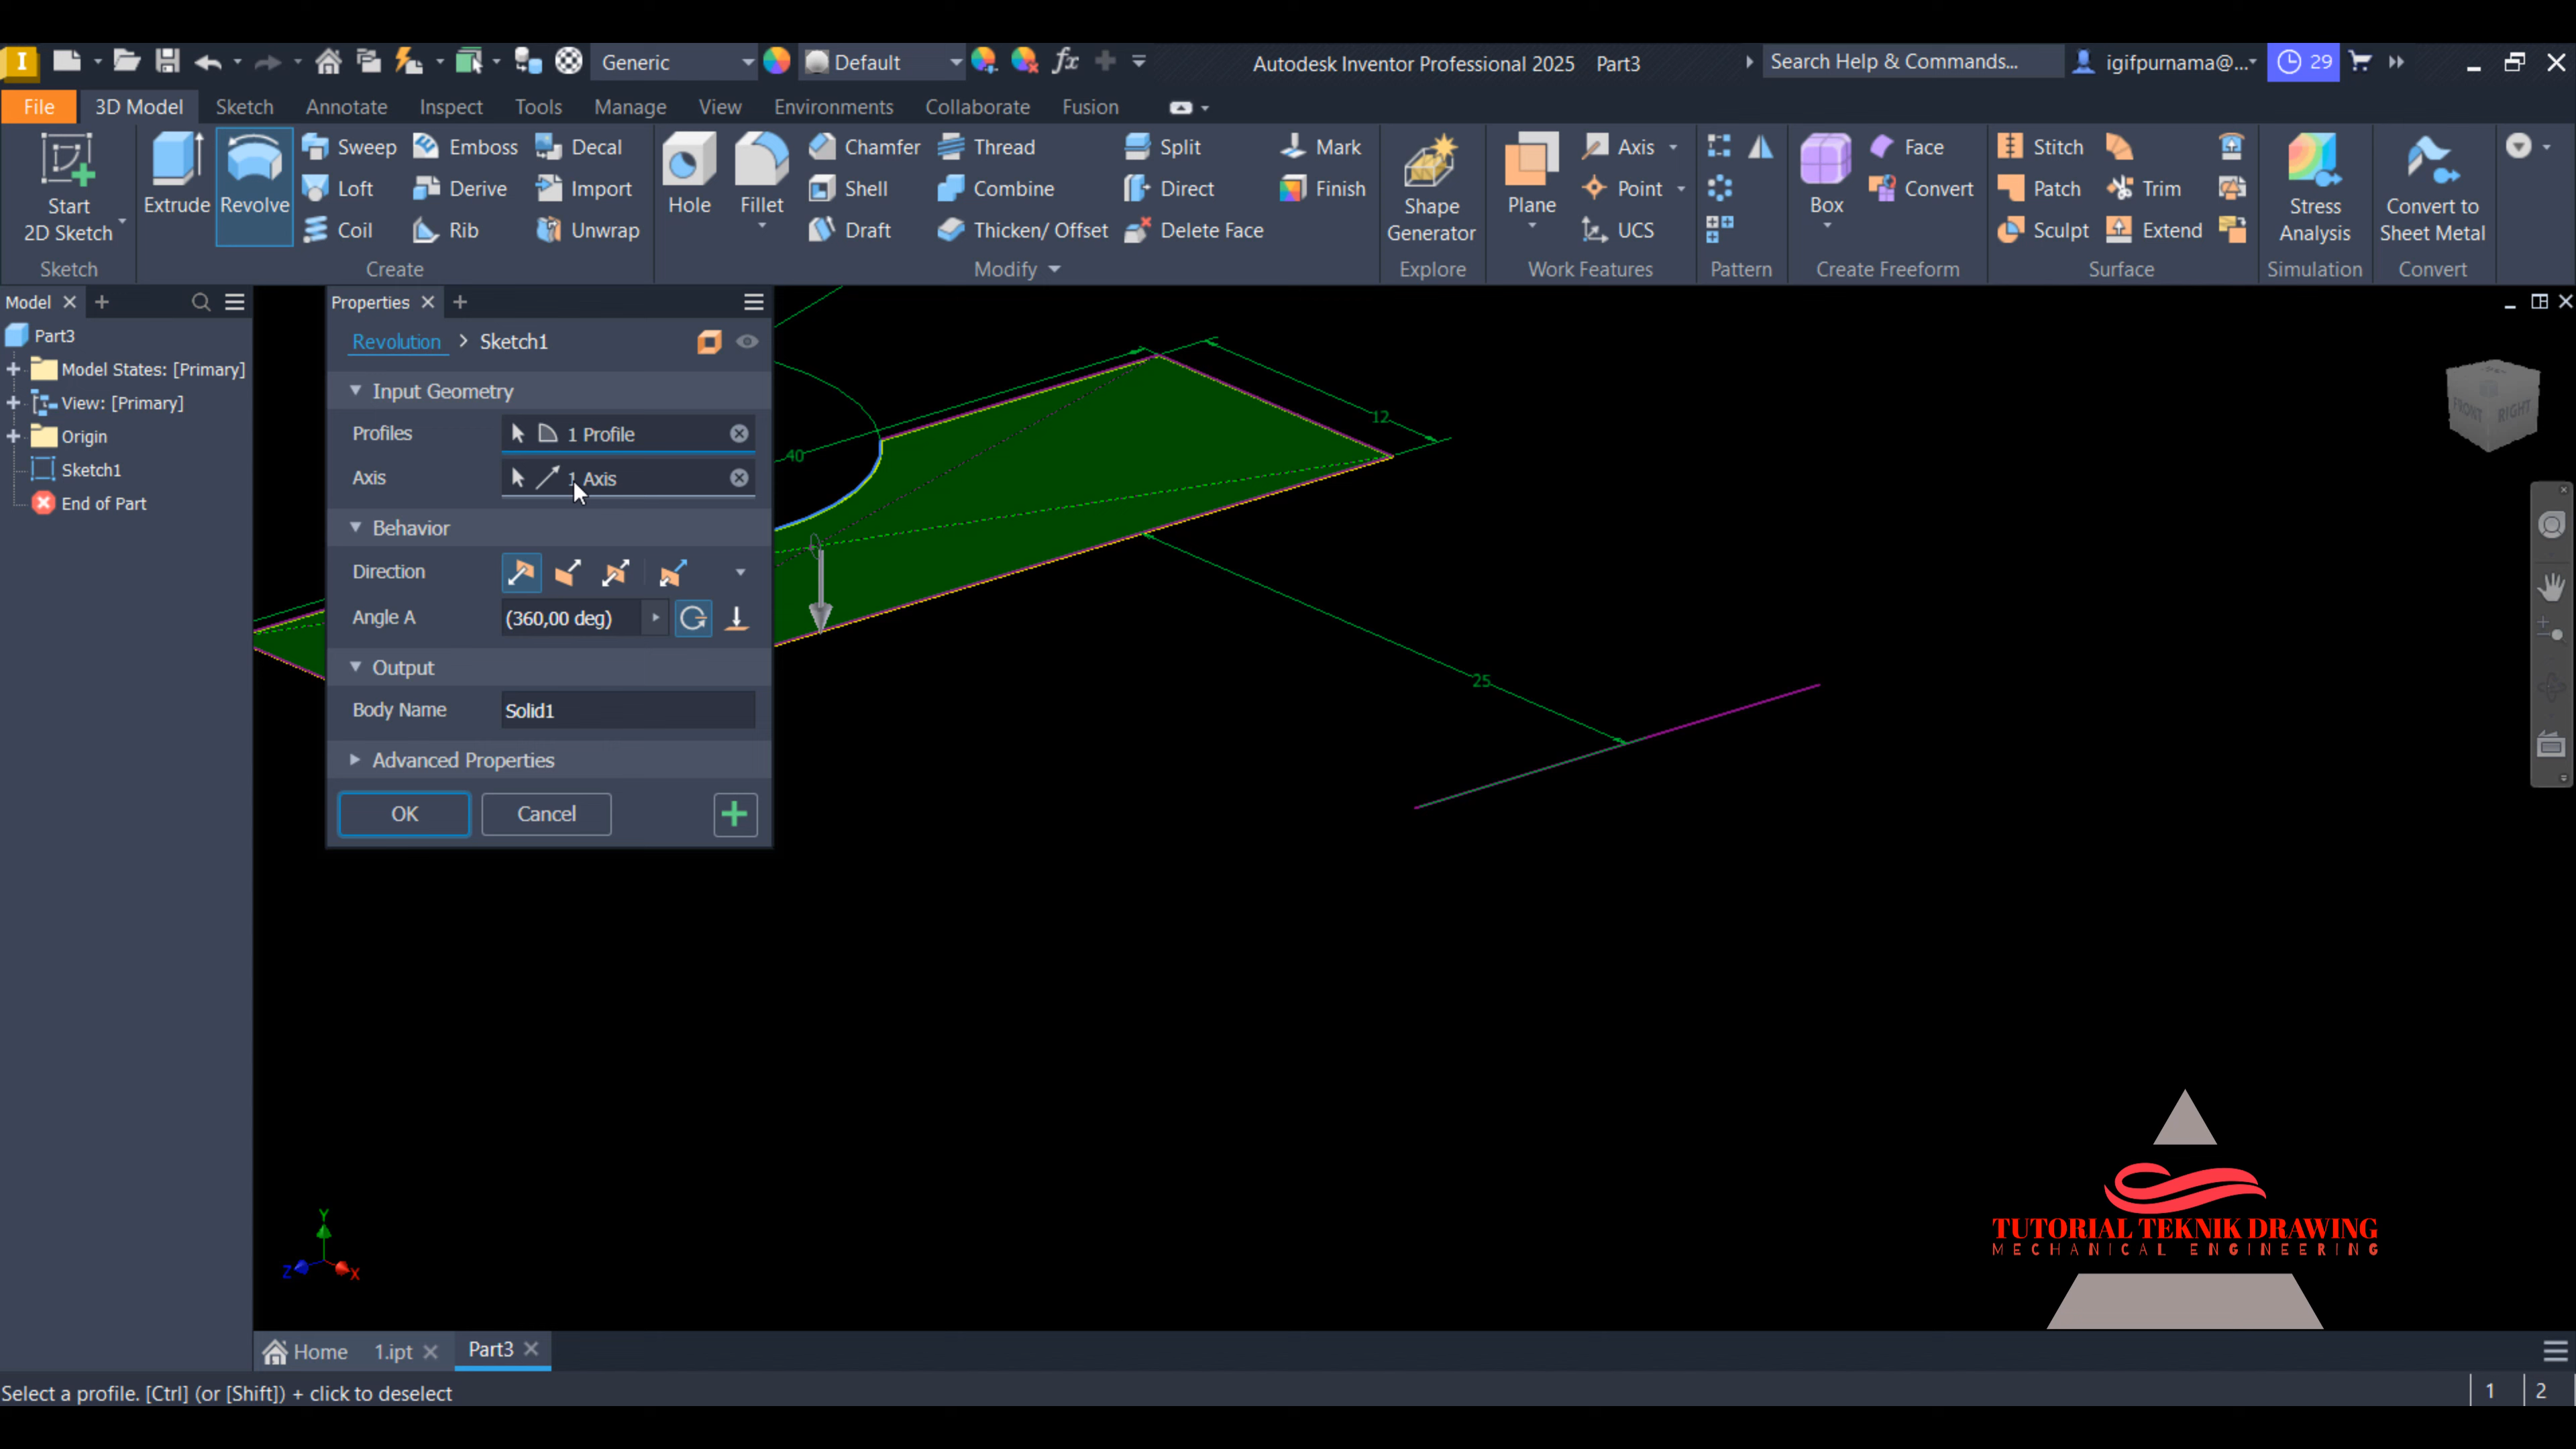 Generic
Default
Autodesk Inventor Professional 2025 Part3
Search Help & Commands...
igifpurnama@...
29
File 3D Model Sketch Annotate Inspect Tools Manage View Environments Collaborate Fusion
Start
2D Sketch
Extrude
Revolve
Sweep
Loft
Coil
Emboss
Derive
Rib
Decal
Import
Unwrap
Hole
Fillet
Chamfer
Shell
Draft
Thread
Combine
Thicken/ Offset
Split
Direct
Delete Face
Mark
Finish
Shape
Generator
Plane
Axis
Point
UCS
Box
Face
Convert
Stitch
Patch
Sculpt
Trim
Extend
Stress
Analysis
Convert to
Sheet Metal
Sketch Create Modify Explore Work Features Pattern Create Freeform Surface Simulation Convert
Model
Part3
Model States: [Primary]
View: [Primary]
Origin
Sketch1
End of Part
Properties
Revolution > Sketch1
Input Geometry
Profiles 1 Profile
Axis 1 Axis
Behavior
Direction
Angle A (360,00 deg)
Output
Body Name Solid1
Advanced Properties
OK Cancel
40
12
25
FRONT RIGHT
Y
Z
X
TUTORIAL TEKNIK DRAWING
MECHANICAL ENGINEERING
Home 1.ipt Part3
Select a profile. [Ctrl] (or [Shift]) + click to deselect
1 2